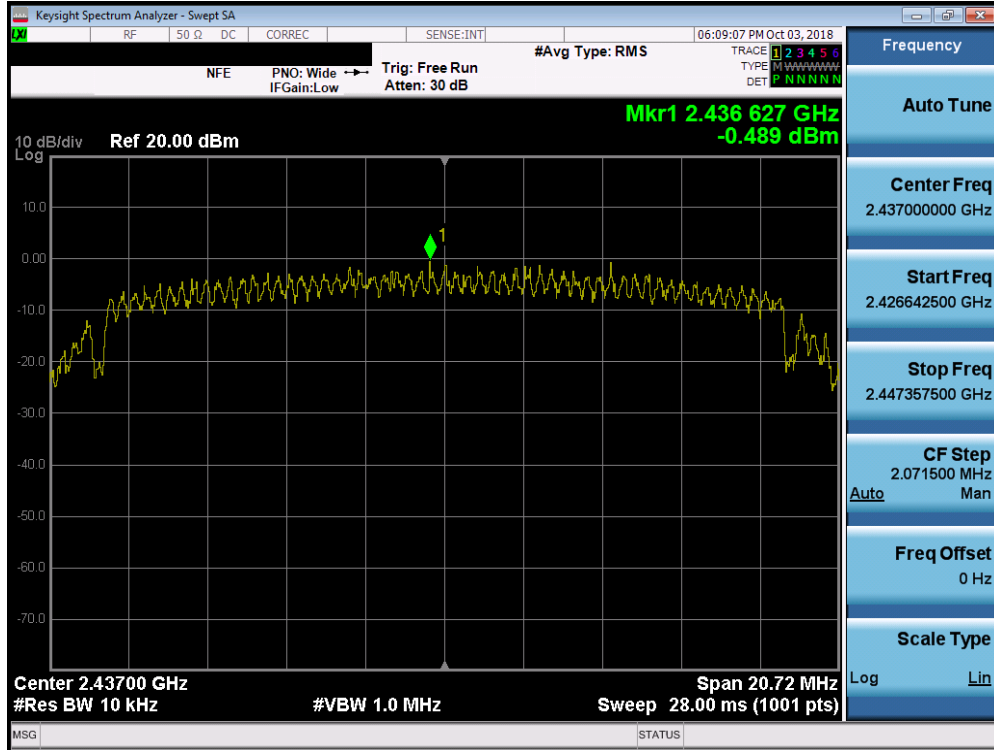 Keysight Spectrum Analyzer - Swept SA
LXI RF 50 Ω DC CORREC SENSE:INT 06:09:07 PM Oct 03, 2018
NFE PNO: Wide IFGain:Low Trig: Free Run Atten: 30 dB #Avg Type: RMS
TRACE 1 2 3 4 5 6
TYPE M WWWWW
DET P N N N N N
Mkr1 2.436 627 GHz
-0.489 dBm
10 dB/div Ref 20.00 dBm
Log
10.0
1
0.00
-10.0
-20.0
-30.0
-40.0
-50.0
-60.0
-70.0
Center 2.43700 GHz Span 20.72 MHz
#Res BW 10 kHz #VBW 1.0 MHz Sweep 28.00 ms (1001 pts)
MSG STATUS
Frequency
Auto Tune
Center Freq
2.437000000 GHz
Start Freq
2.426642500 GHz
Stop Freq
2.447357500 GHz
CF Step
2.071500 MHz
Auto Man
Freq Offset
0 Hz
Scale Type
Log Lin